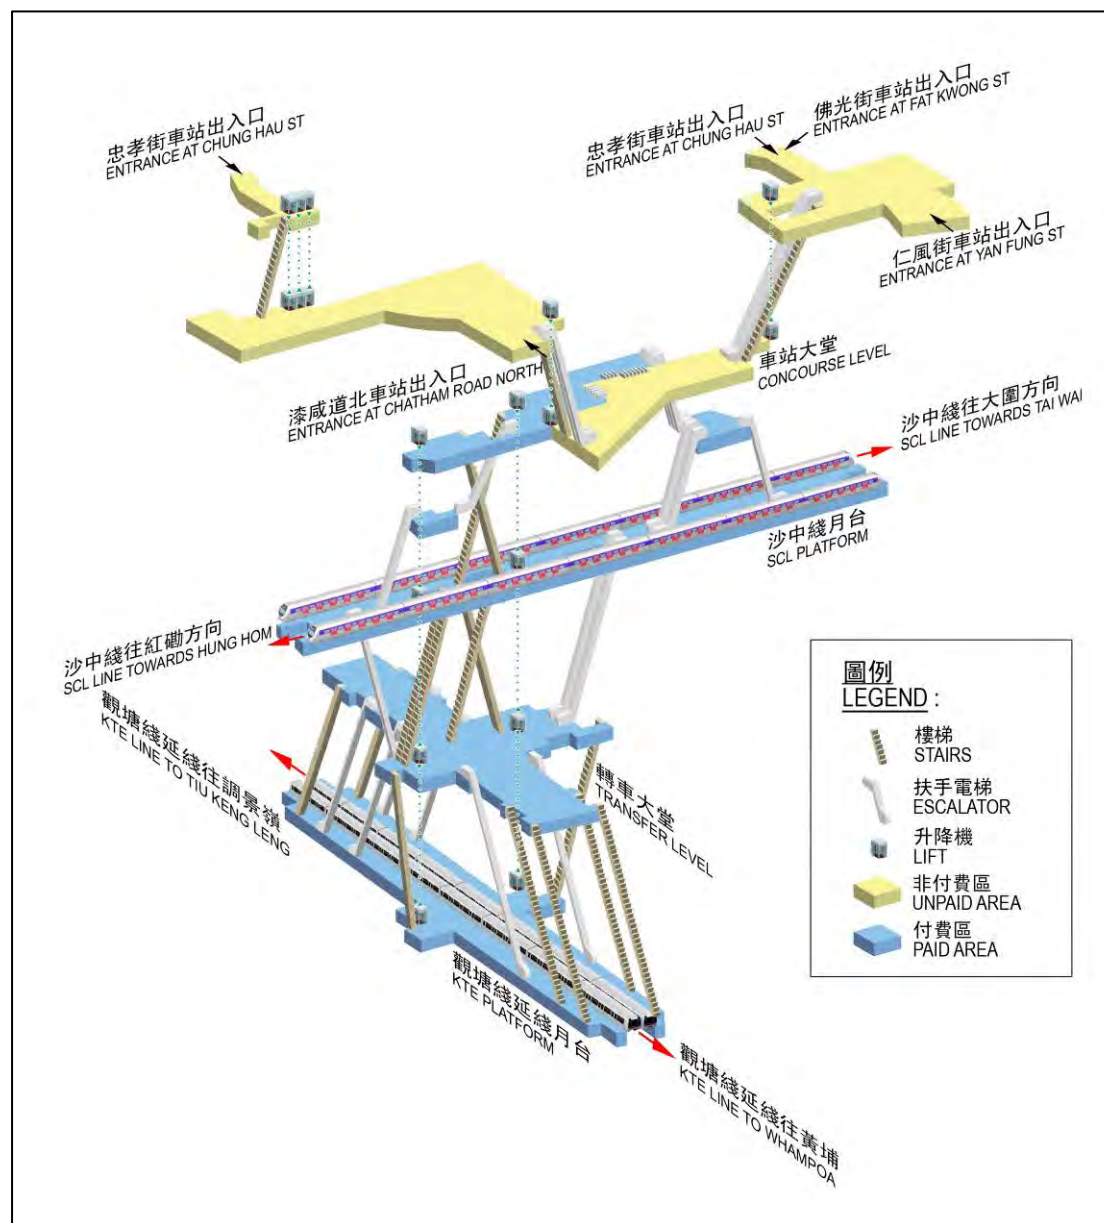 忠孝街車站出入口
ENTRANCE AT CHUNG HAU ST
忠孝街車站出入口
ENTRANCE AT CHUNG HAU ST
佛光街車站出入口
ENTRANCE AT FAT KWONG ST
仁風街車站出入口
ENTRANCE AT YAN FUNG ST
漆咸道北車站出入口
ENTRANCE AT CHATHAM ROAD NORTH
車站大堂
CONCOURSE LEVEL
沙中綫往大圍方向
SCL LINE TOWARDS TAI WAI
沙中綫月台
SCL PLATFORM
沙中綫往紅磡方向
SCL LINE TOWARDS HUNG HOM
觀塘綫延綫往調景嶺
KTE LINE TO TIU KENG LENG
轉車大堂
TRANSFER LEVEL
觀塘綫延綫月台
KTE PLATFORM
觀塘綫延綫往黃埔
KTE LINE TO WHAMPOA
圖例
LEGEND :
樓梯
STAIRS
扶手電梯
ESCALATOR
升降機
LIFT
非付費區
UNPAID AREA
付費區
PAID AREA